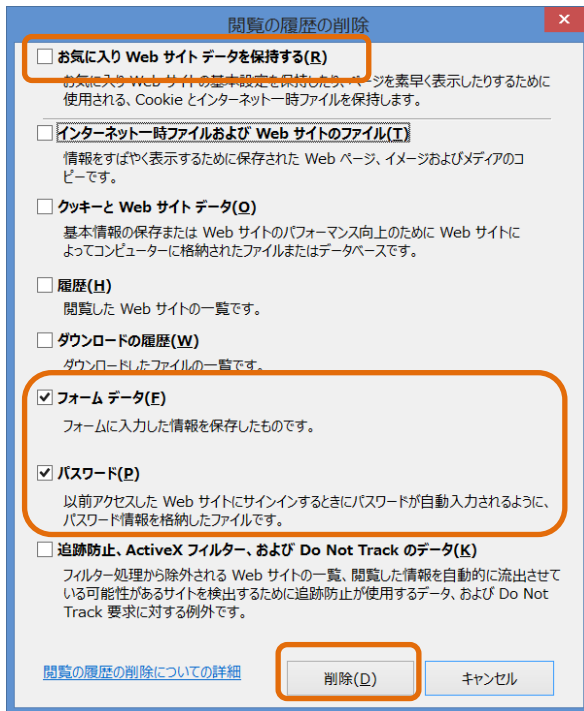 閲覧の履歴の削除
お気に入り Web サイト データを保持する(R)
お気に入り Web サイトの基本設定を保持したり、ページを素早く表示したりするために
使用される、Cookie とインターネット一時ファイルを保持します。
インターネット一時ファイルおよび Web サイトのファイル(T)
情報をすばやく表示するために保存された Web ページ、イメージおよびメディアのコ
ピーです。
クッキーと Web サイト データ(O)
基本情報の保存または Web サイトのパフォーマンス向上のために Web サイトに
よってコンピューターに格納されたファイルまたはデータベースです。
履歴(H)
閲覧した Web サイトの一覧です。
ダウンロードの履歴(W)
ダウンロードしたファイルの一覧です。
フォーム データ(F)
フォームに入力した情報を保存したものです。
パスワード(P)
以前アクセスした Web サイトにサインインするときにパスワードが自動入力されるように、
パスワード情報を格納したファイルです。
追跡防止、ActiveX フィルター、および Do Not Track のデータ(K)
フィルター処理から除外される Web サイトの一覧、閲覧した情報を自動的に流出させて
いる可能性があるサイトを検出するために追跡防止が使用するデータ、および Do Not
Track 要求に対する例外です。
閲覧の履歴の削除についての詳細
削除(D)
キャンセル